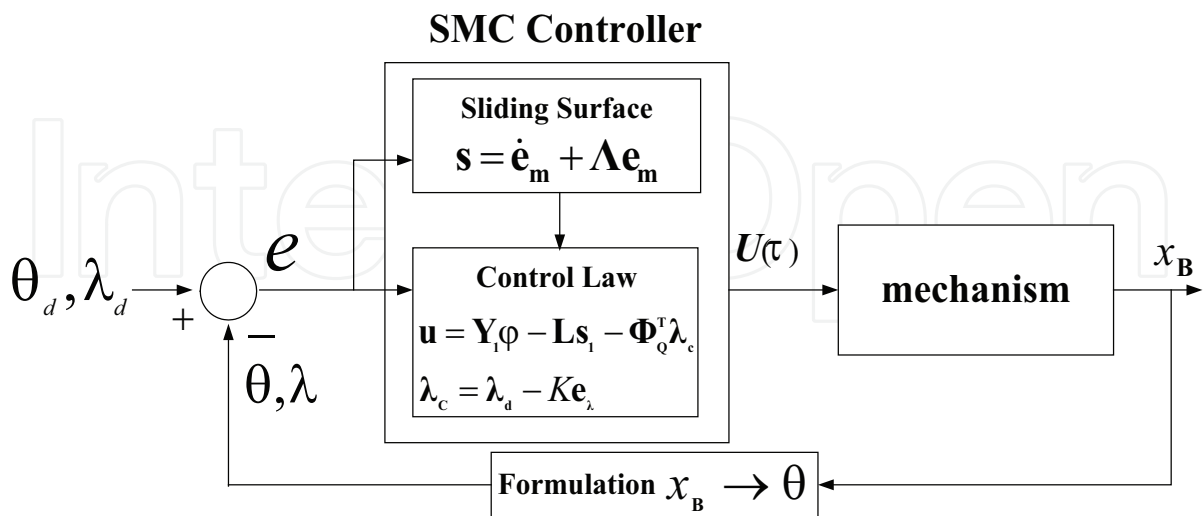 SMC Controller
Sliding Surface
s = ė_m + Λe_m
Control Law
u = Y_1φ − Ls_1 − Φ_Q^T λ_c
λ_C = λ_d − Ke_λ
θ_d, λ_d
+
−
e
θ, λ
U(τ)
mechanism
x_B
Formulation x_B → θ
InteOpen